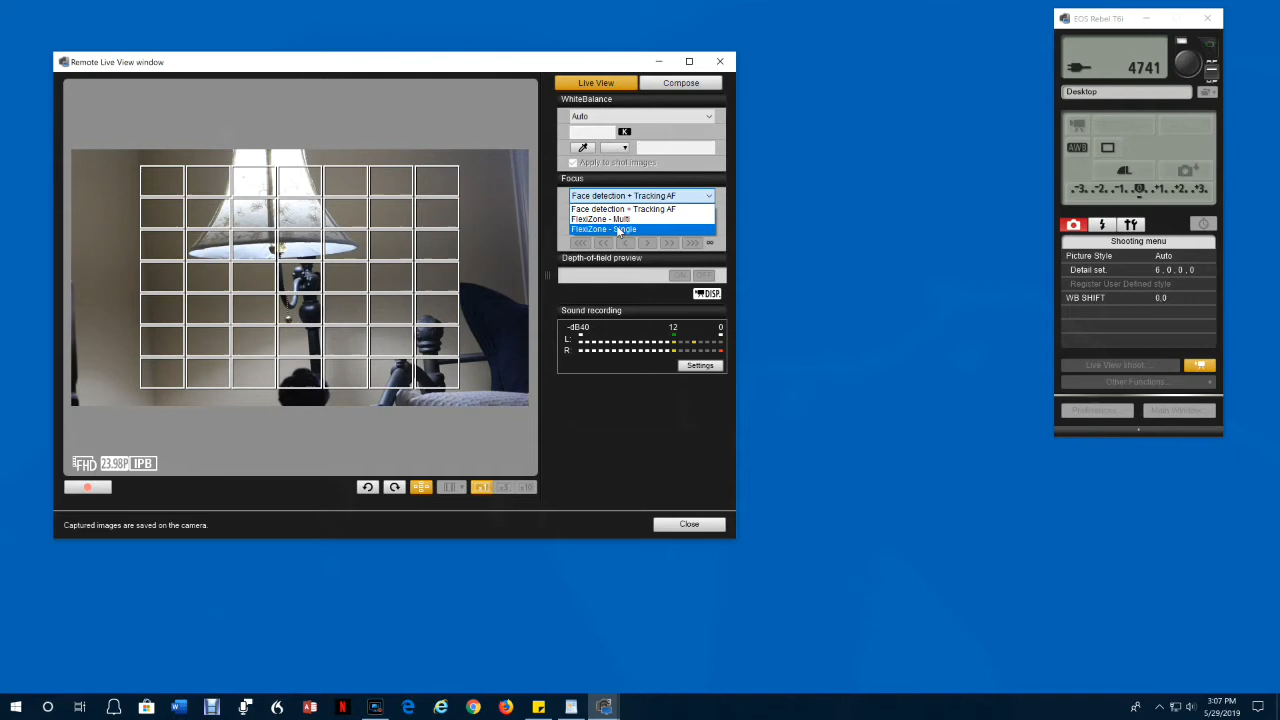 Remote Live View window
Live View
Compose
WhiteBalance
Auto
K
Apply to shot images
Focus
Face detection + Tracking AF
Face detection + Tracking AF
FlexiZone - Multi
FlexiZone - Single
<<<
<<
<
>
>>
>>>
∞
Depth-of-field preview
ON OFF
DISP.
Sound recording
-dB40 12 0
L:
R:
Settings
FHD 23.98P IPB
x1 x5 x10
Captured images are saved on the camera.
Close
EOS Rebel T6i
4741
Desktop
AWB
L
-3..2..1..0..+1..+2..+3.
Shooting menu
Picture Style Auto
Detail set. 6 , 0 , 0 , 0
Register User Defined style
WB SHIFT 0,0
Live View shoot. ...
Other Functions...
Preferences...
Main Window...
3:07 PM
5/29/2019